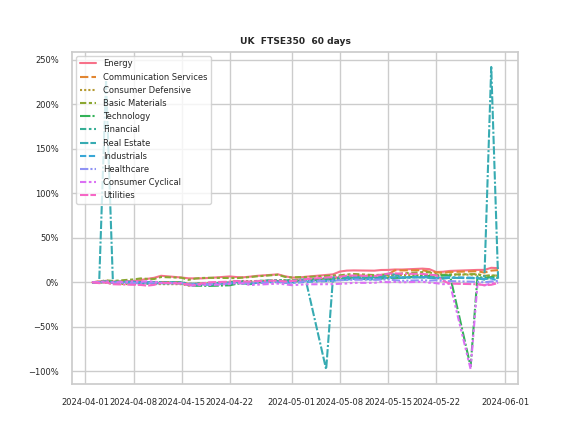 UK  FTSE350  60 days
250%
200%
150%
100%
50%
0%
−50%
−100%
Energy
Communication Services
Consumer Defensive
Basic Materials
Technology
Financial
Real Estate
Industrials
Healthcare
Consumer Cyclical
Utilities
2024-04-01 2024-04-08 2024-04-15 2024-04-22 2024-05-01 2024-05-08 2024-05-15 2024-05-22 2024-06-01